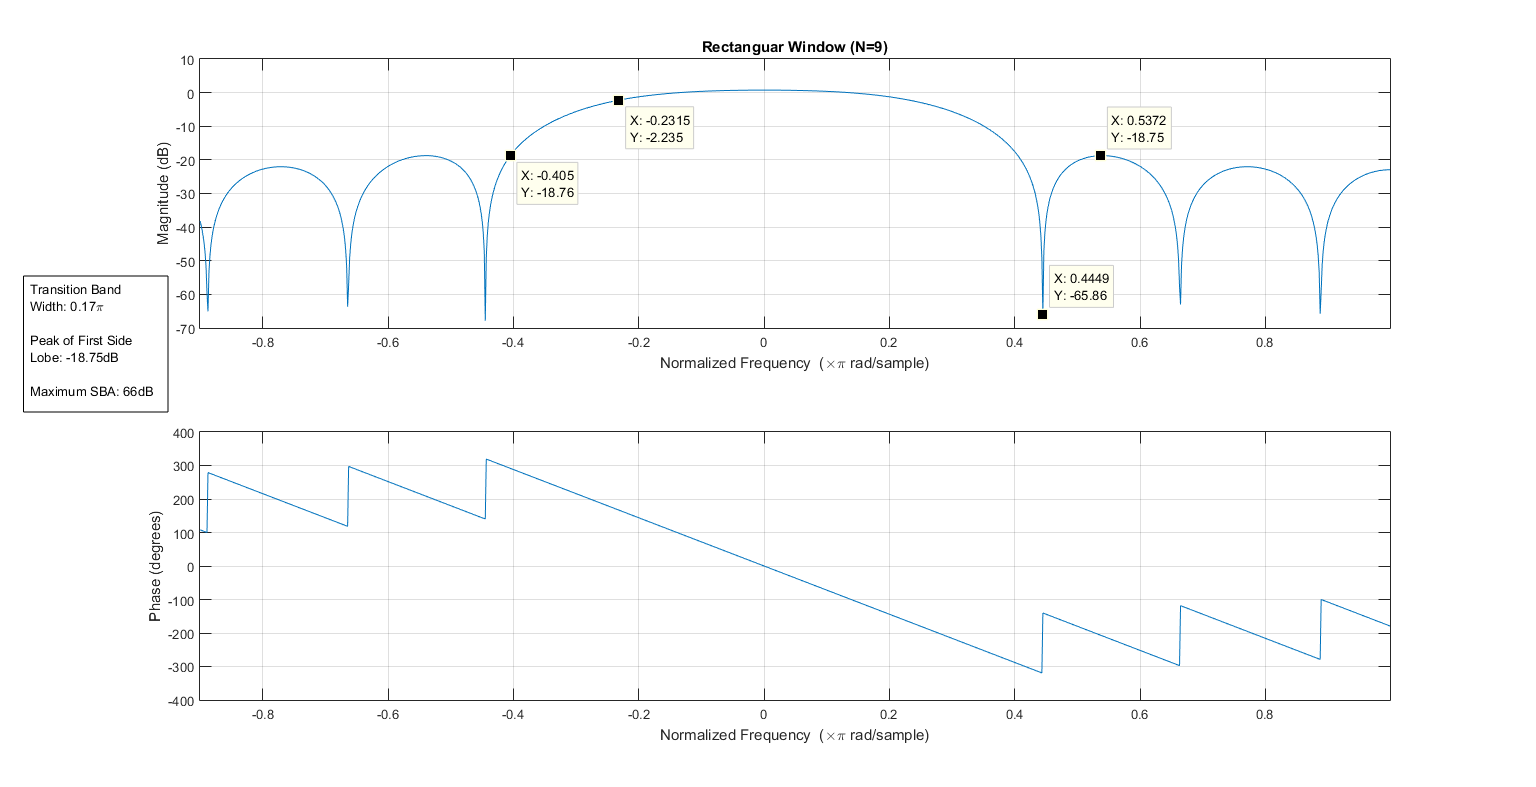 Rectanguar Window (N=9)
10
0
-10
-20
-30
-40
-50
-60
-70
Magnitude (dB)
X: -0.2315
Y: -2.235
X: -0.405
Y: -18.76
X: 0.5372
Y: -18.75
X: 0.4449
Y: -65.86
-0.8
-0.6
-0.4
-0.2
0
0.2
0.4
0.6
0.8
Normalized Frequency (×π rad/sample)
Transition Band
Width: 0.17π
Peak of First Side
Lobe: -18.75dB
Maximum SBA: 66dB
400
300
200
100
0
-100
-200
-300
-400
Phase (degrees)
-0.8
-0.6
-0.4
-0.2
0
0.2
0.4
0.6
0.8
Normalized Frequency (×π rad/sample)